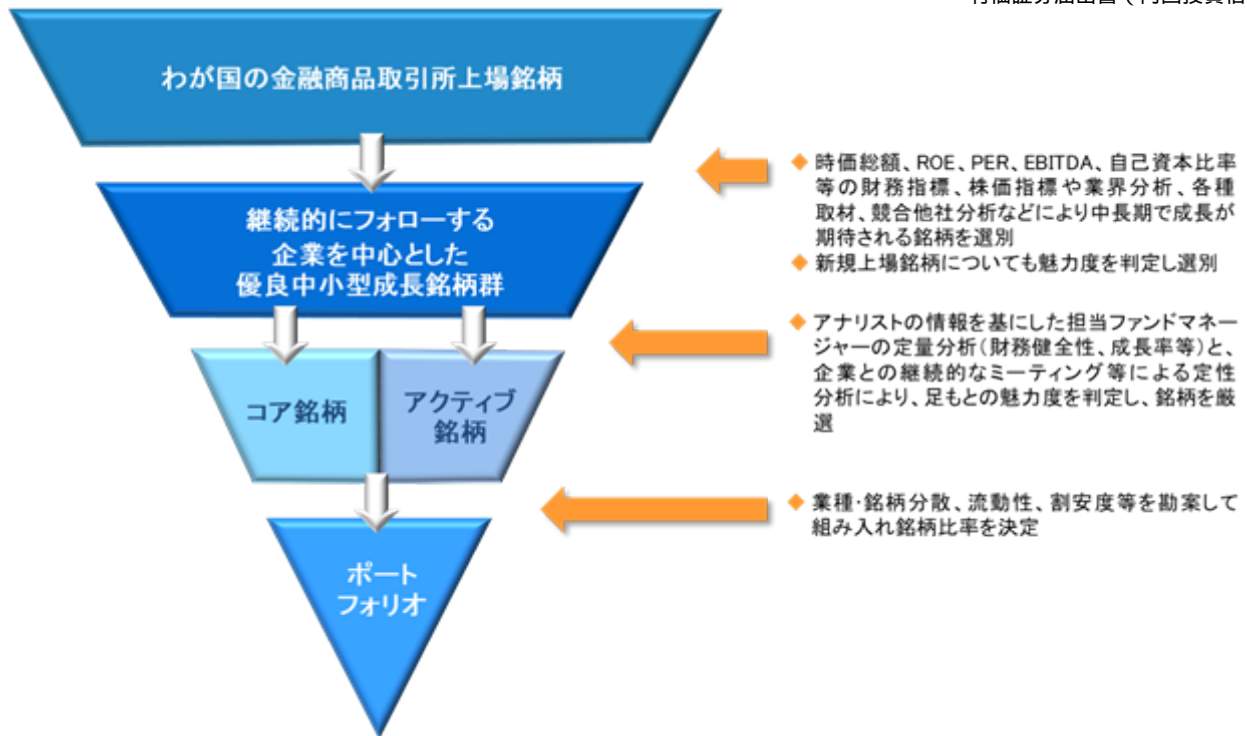 わが国の金融商品取引所上場銘柄
継続的にフォローする
企業を中心とした
優良中小型成長銘柄群
コア銘柄
アクティブ
銘柄
ポート
フォリオ
◆ 時価総額、ROE、PER、EBITDA、自己資本比率
等の財務指標、株価指標や業界分析、各種
取材、競合他社分析などにより中長期で成長が
期待される銘柄を選別
◆ 新規上場銘柄についても魅力度を判定し選別
◆ アナリストの情報を基にした担当ファンドマネー
ジャーの定量分析(財務健全性、成長率等)と、
企業との継続的なミーティング等による定性
分析により、足もとの魅力度を判定し、銘柄を厳
選
◆ 業種・銘柄分散、流動性、割安度等を勘案して
組み入れ銘柄比率を決定